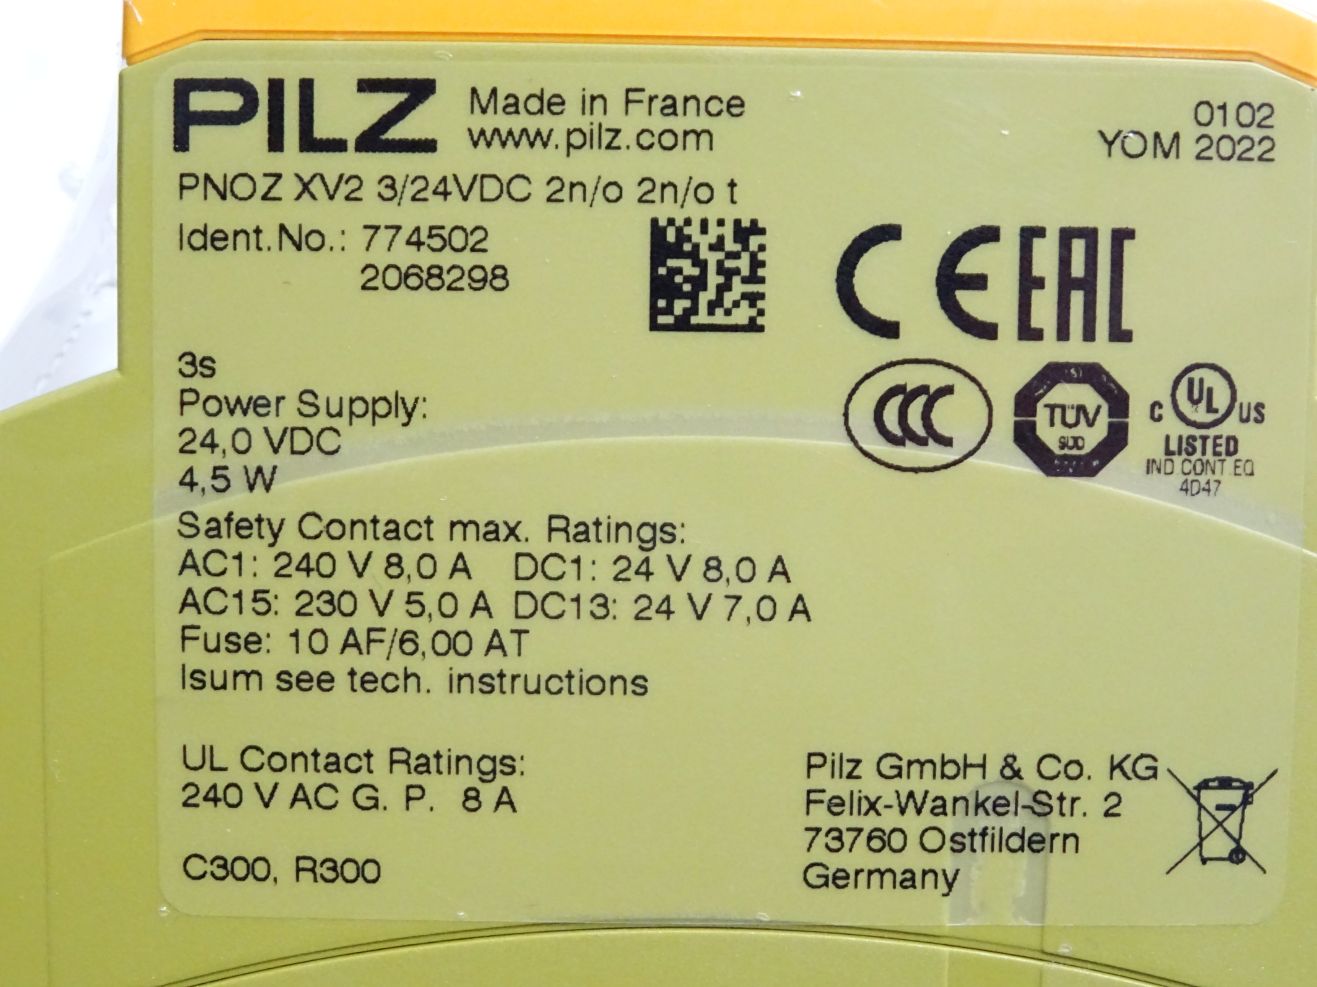 PILZ
Made in France
www.pilz.com
0102
YOM 2022
PNOZ XV2 3/24VDC 2n/o 2n/o t
Ident.No.: 774502
2068298
CE EAC
3s
Power Supply:
24,0 VDC
4,5 W
CCC
TÜV
SÜD
C UL US
LISTED
IND CONT EQ
4D47
Safety Contact max. Ratings:
AC1: 240 V 8,0 A DC1: 24 V 8,0 A
AC15: 230 V 5,0 A DC13: 24 V 7,0 A
Fuse: 10 AF/6,00 AT
Isum see tech. instructions
UL Contact Ratings:
240 V AC G. P. 8 A
C300, R300
Pilz GmbH & Co. KG
Felix-Wankel-Str. 2
73760 Ostfildern
Germany